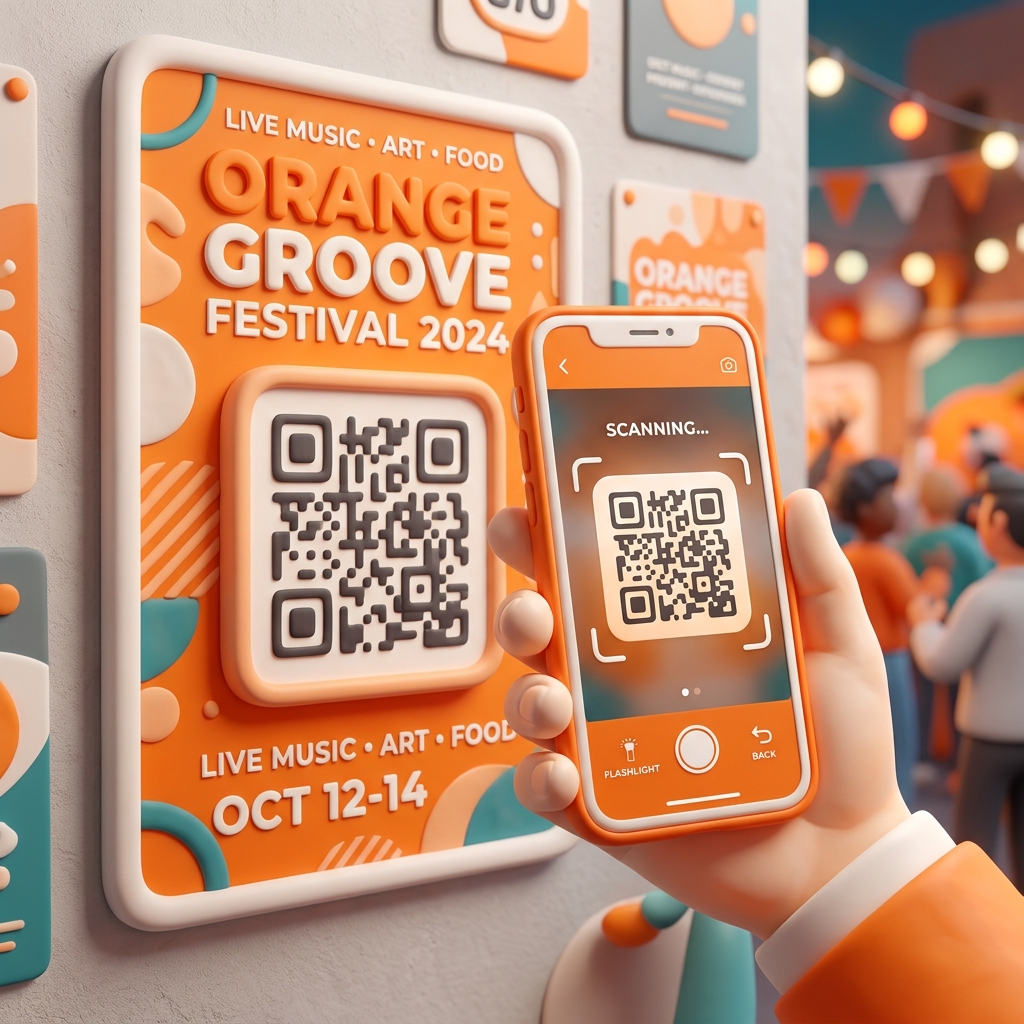 LIVE MUSIC • ART • FOOD
ORANGE
GROOVE
FESTIVAL 2024
LIVE MUSIC • ART • FOOD
OCT 12-14
ORANGE
GROOVE
SCANNING...
FLASHLIGHT
BACK